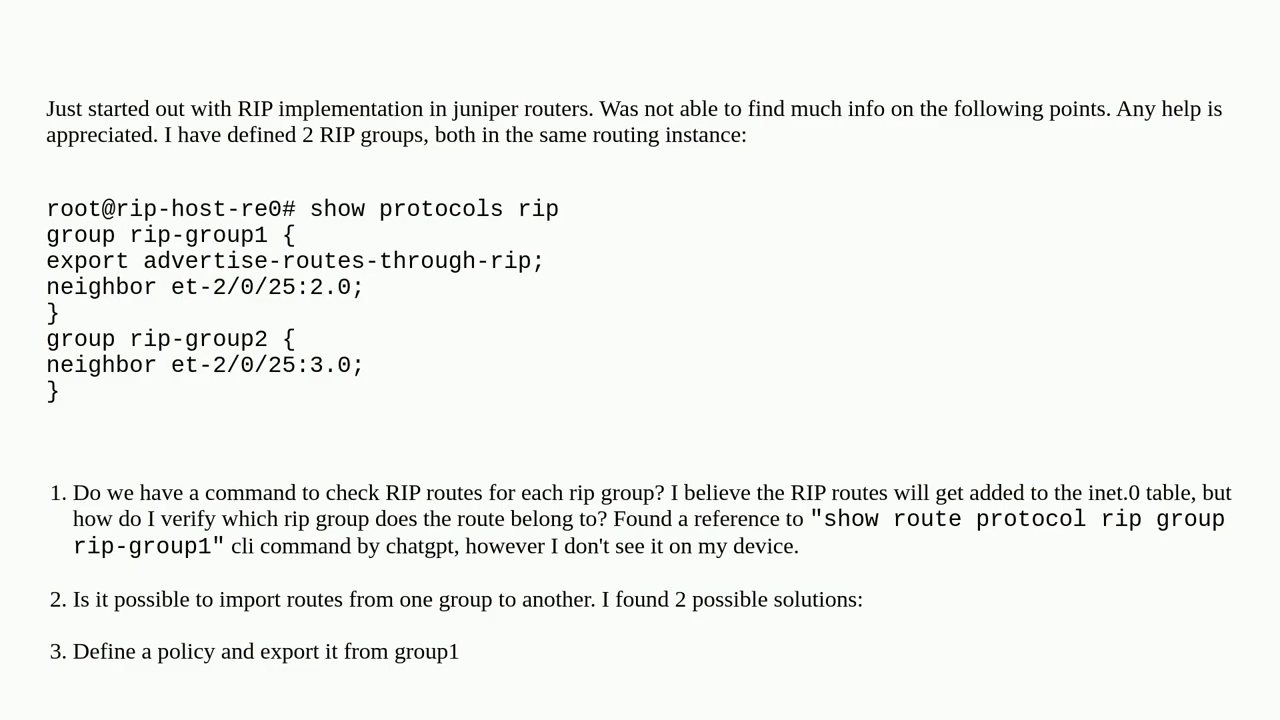 Just started out with RIP implementation in juniper routers. Was not able to find much info on the following points. Any help is
appreciated. I have defined 2 RIP groups, both in the same routing instance:
root@rip-host-re0# show protocols rip
group rip-group1 {
export advertise-routes-through-rip;
neighbor et-2/0/25:2.0;
}
group rip-group2 {
neighbor et-2/0/25:3.0;
}
1. Do we have a command to check RIP routes for each rip group? I believe the RIP routes will get added to the inet.0 table, but
how do I verify which rip group does the route belong to? Found a reference to "show route protocol rip group
rip-group1" cli command by chatgpt, however I don't see it on my device.
2. Is it possible to import routes from one group to another. I found 2 possible solutions:
3. Define a policy and export it from group1